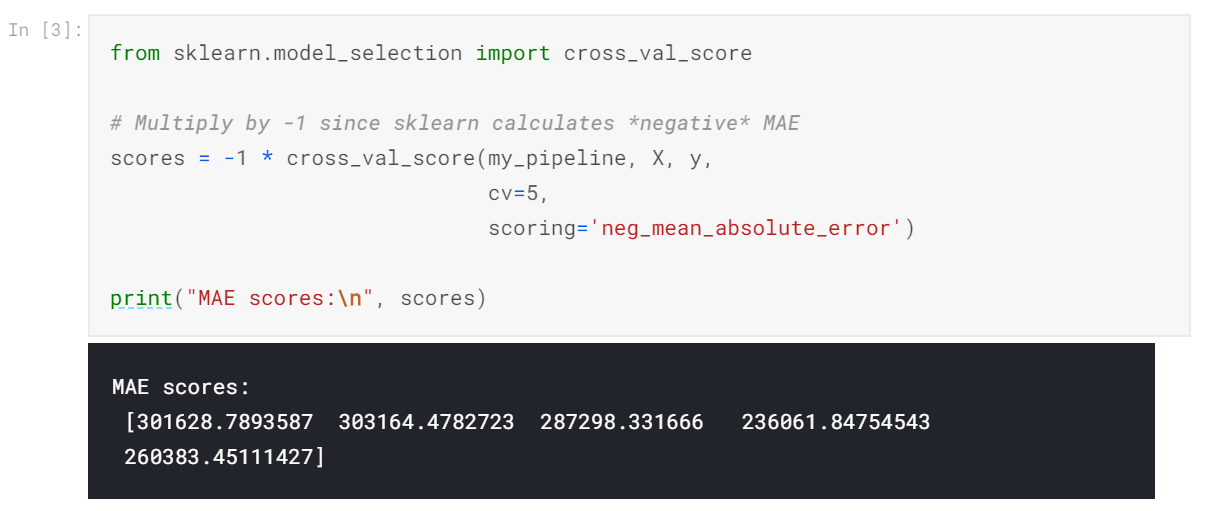 In [3]:
from sklearn.model_selection import cross_val_score
# Multiply by -1 since sklearn calculates *negative* MAE
scores = -1 * cross_val_score(my_pipeline, X, y,
                              cv=5,
                              scoring='neg_mean_absolute_error')
print("MAE scores:\n", scores)
MAE scores:
 [301628.7893587  303164.4782723  287298.331666   236061.84754543
 260383.45111427]